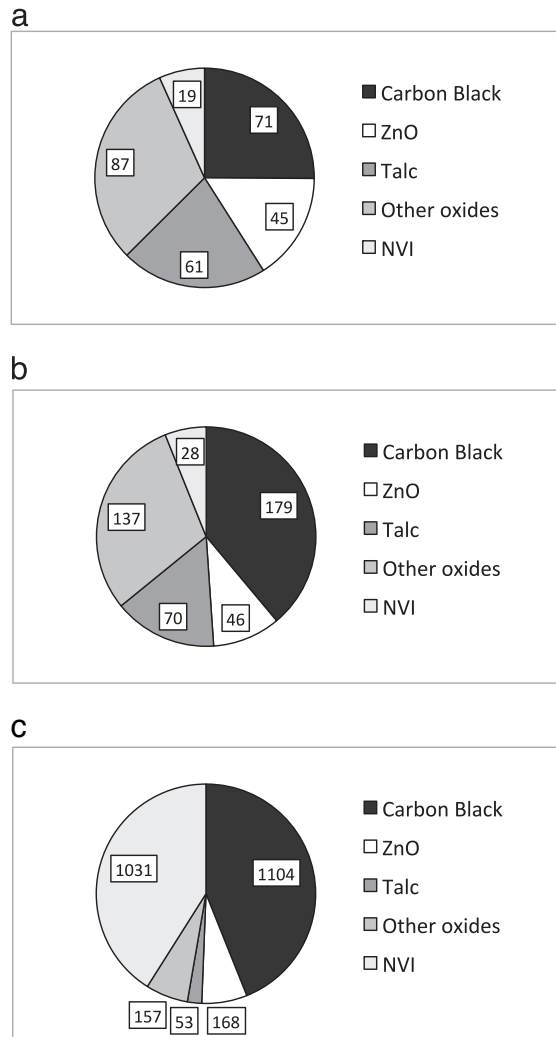 a
19
71
87
45
61
Carbon Black
ZnO
Talc
Other oxides
NVI
b
28
179
137
46
70
Carbon Black
ZnO
Talc
Other oxides
NVI
c
1031
1104
157
53
168
Carbon Black
ZnO
Talc
Other oxides
NVI